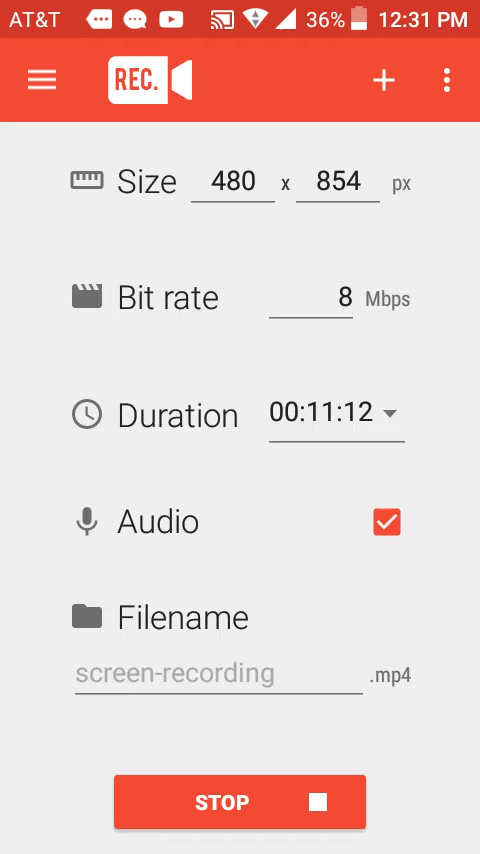 AT&T 36% 12:31 PM
REC.
Size 480 x 854 px
Bit rate 8 Mbps
Duration 00:11:12
Audio
Filename
screen-recording .mp4
STOP